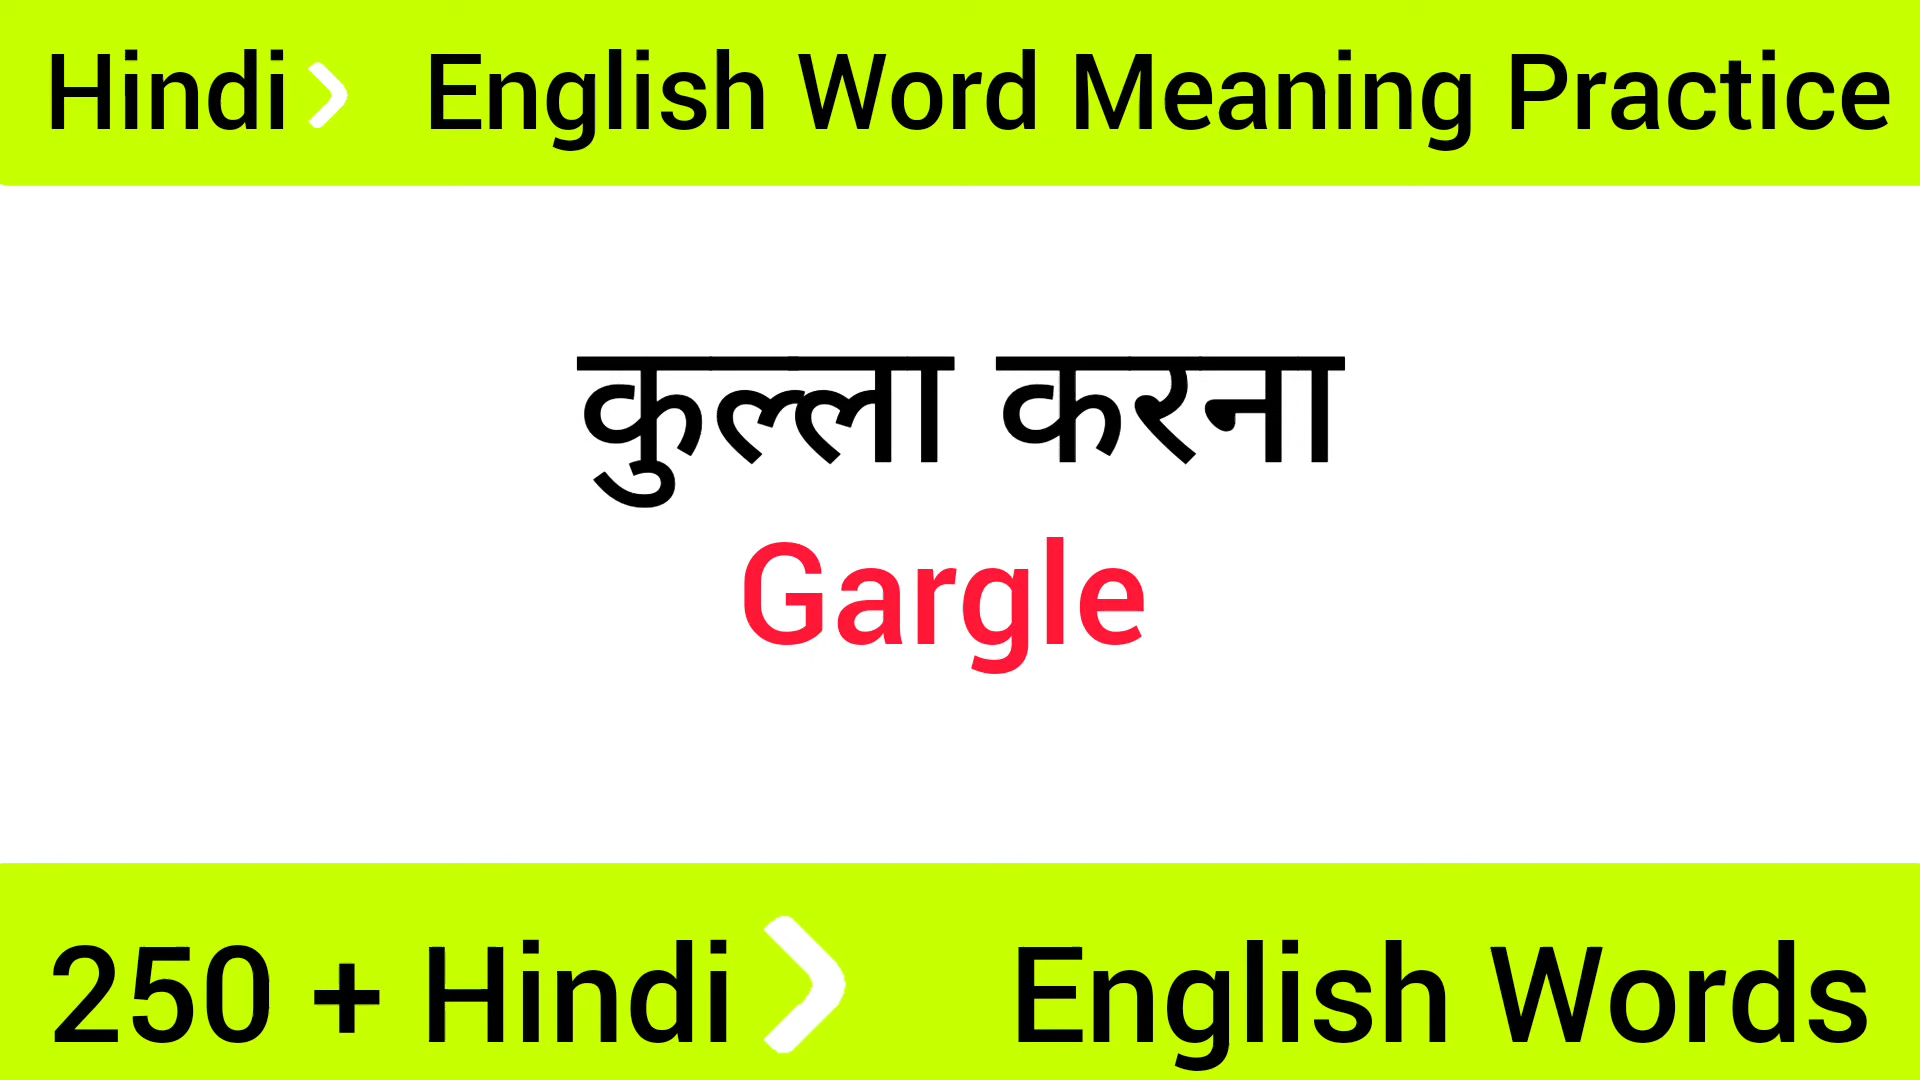 Hindi > English Word Meaning Practice
कुल्ला करना
Gargle
250 + Hindi > English Words